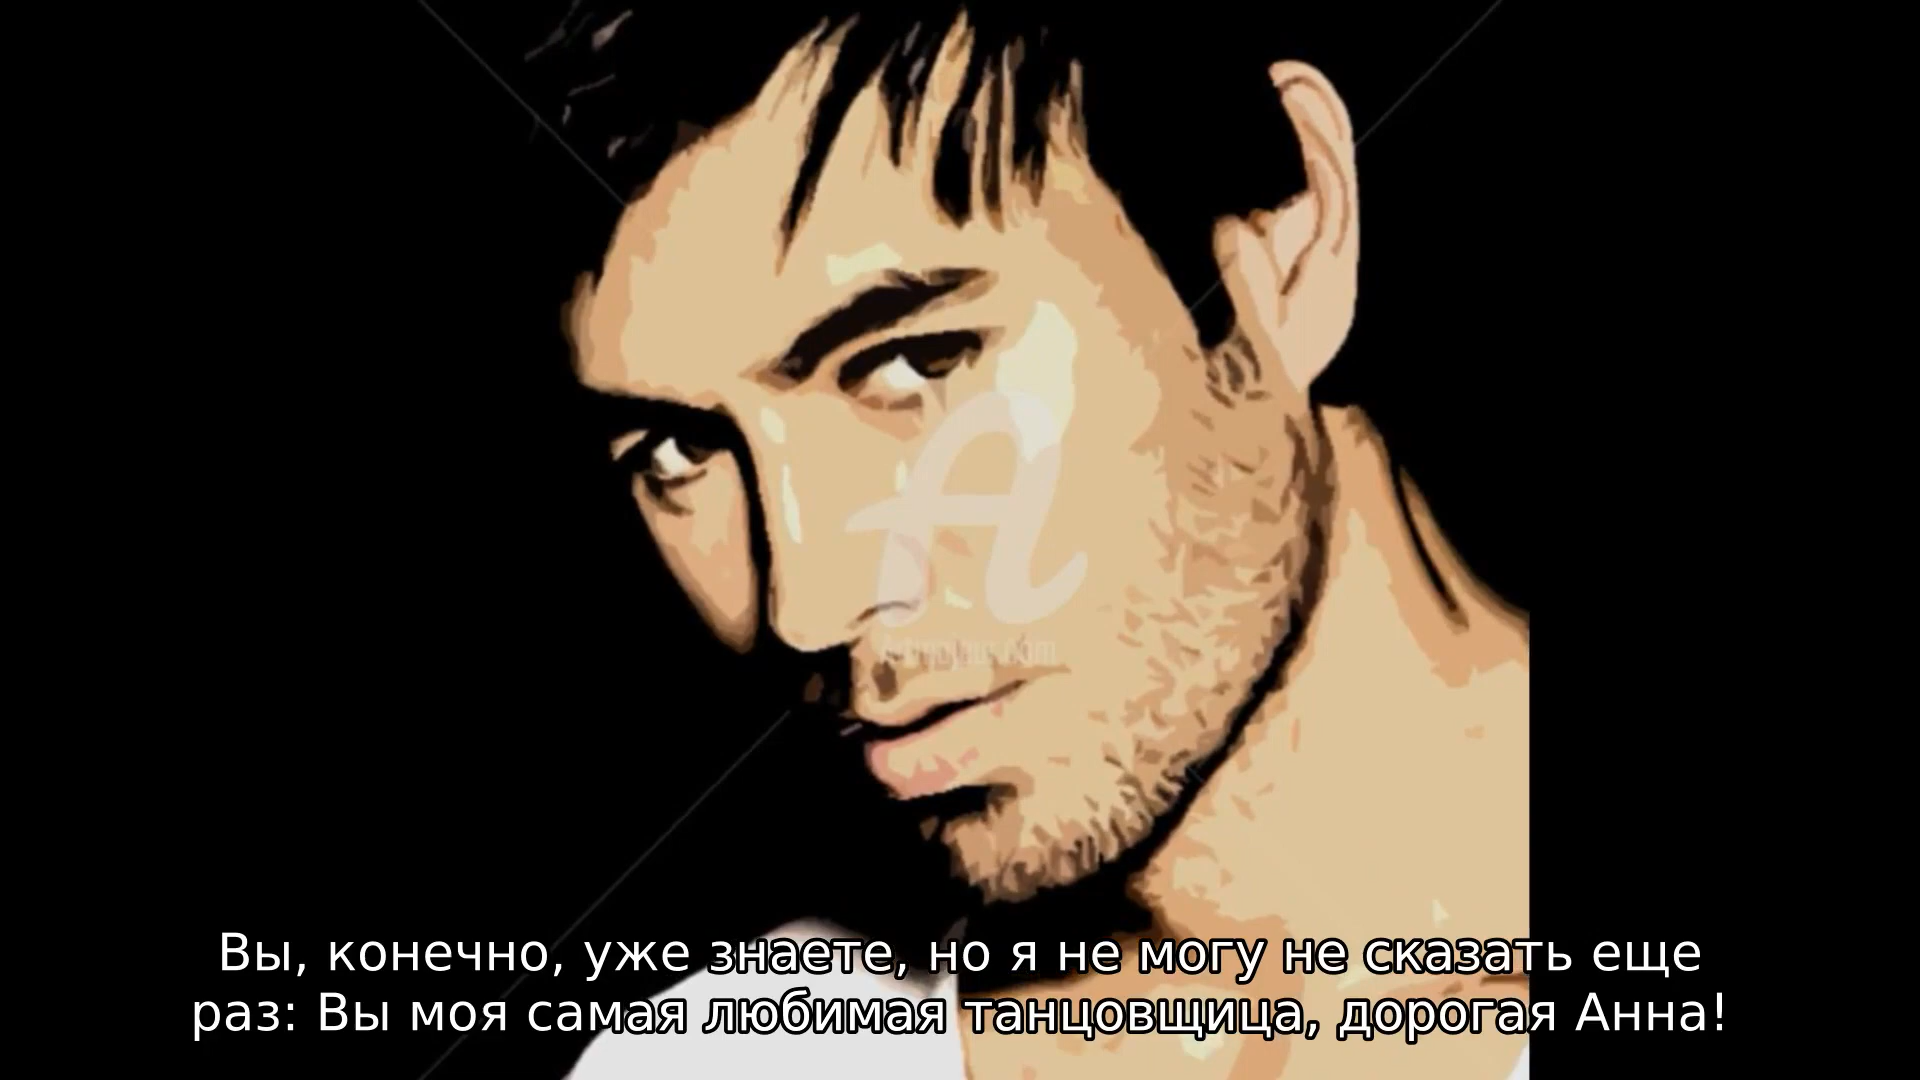 A
Вы, конечно, уже знаете, но я не могу не сказать еще
раз: Вы моя самая любимая танцовщица, дорогая Анна!